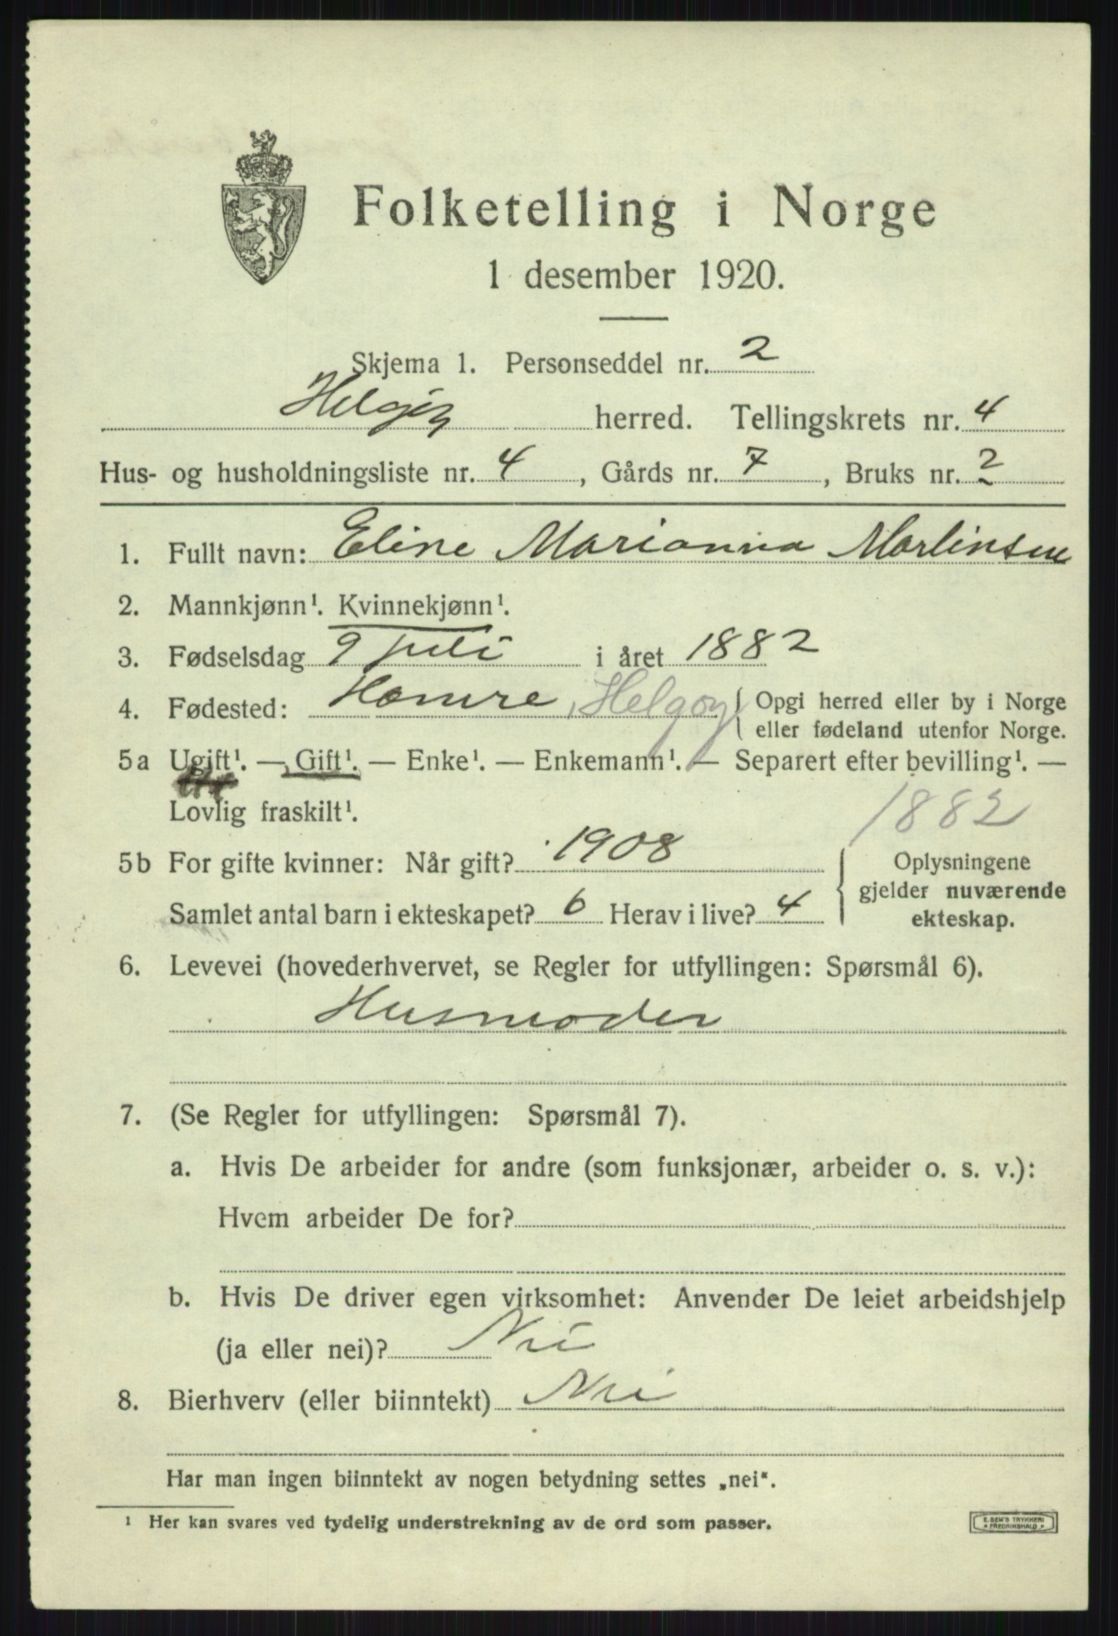 Folketelling i Norge
1 desember 1920.
Skjema 1. Personseddel nr. 2
Helgøy herred. Tellingskrets nr. 4
Hus- og husholdningsliste nr. 4, Gårds nr. 7, Bruks nr. 2
1. Fullt navn: Eline Marianna Martinsen
2. Mannkjønn¹. Kvinnekjønn¹.
3. Fødselsdag 9 juli i året 1882
4. Fødested: Hamre, Helgøy { Opgi herred eller by i Norge
eller fødeland utenfor Norge.
5a Ugift¹. — Gift¹. — Enke¹. — Enkemann¹. — Separert efter bevilling¹. —
Lovlig fraskilt¹. 1882
5b For gifte kvinner: Når gift? 1908 { Oplysningene
gjelder nuværende
Samlet antal barn i ekteskapet? 6 Herav i live? 4
ekteskap.
6. Levevei (hovederhvervet, se Regler for utfyllingen: Spørsmål 6).
Husmoder
7. (Se Regler for utfyllingen: Spørsmål 7).
a. Hvis De arbeider for andre (som funksjonær, arbeider o. s. v.):
Hvem arbeider De for?
b. Hvis De driver egen virksomhet: Anvender De leiet arbeidshjelp
(ja eller nei)? Nei
8. Bierhverv (eller biinntekt) Nei
Har man ingen biinntekt av nogen betydning settes „nei“.
¹ Her kan svares ved tydelig understrekning av de ord som passer.
E. SEM'S TRYKKERI
FREDRIKSHALD